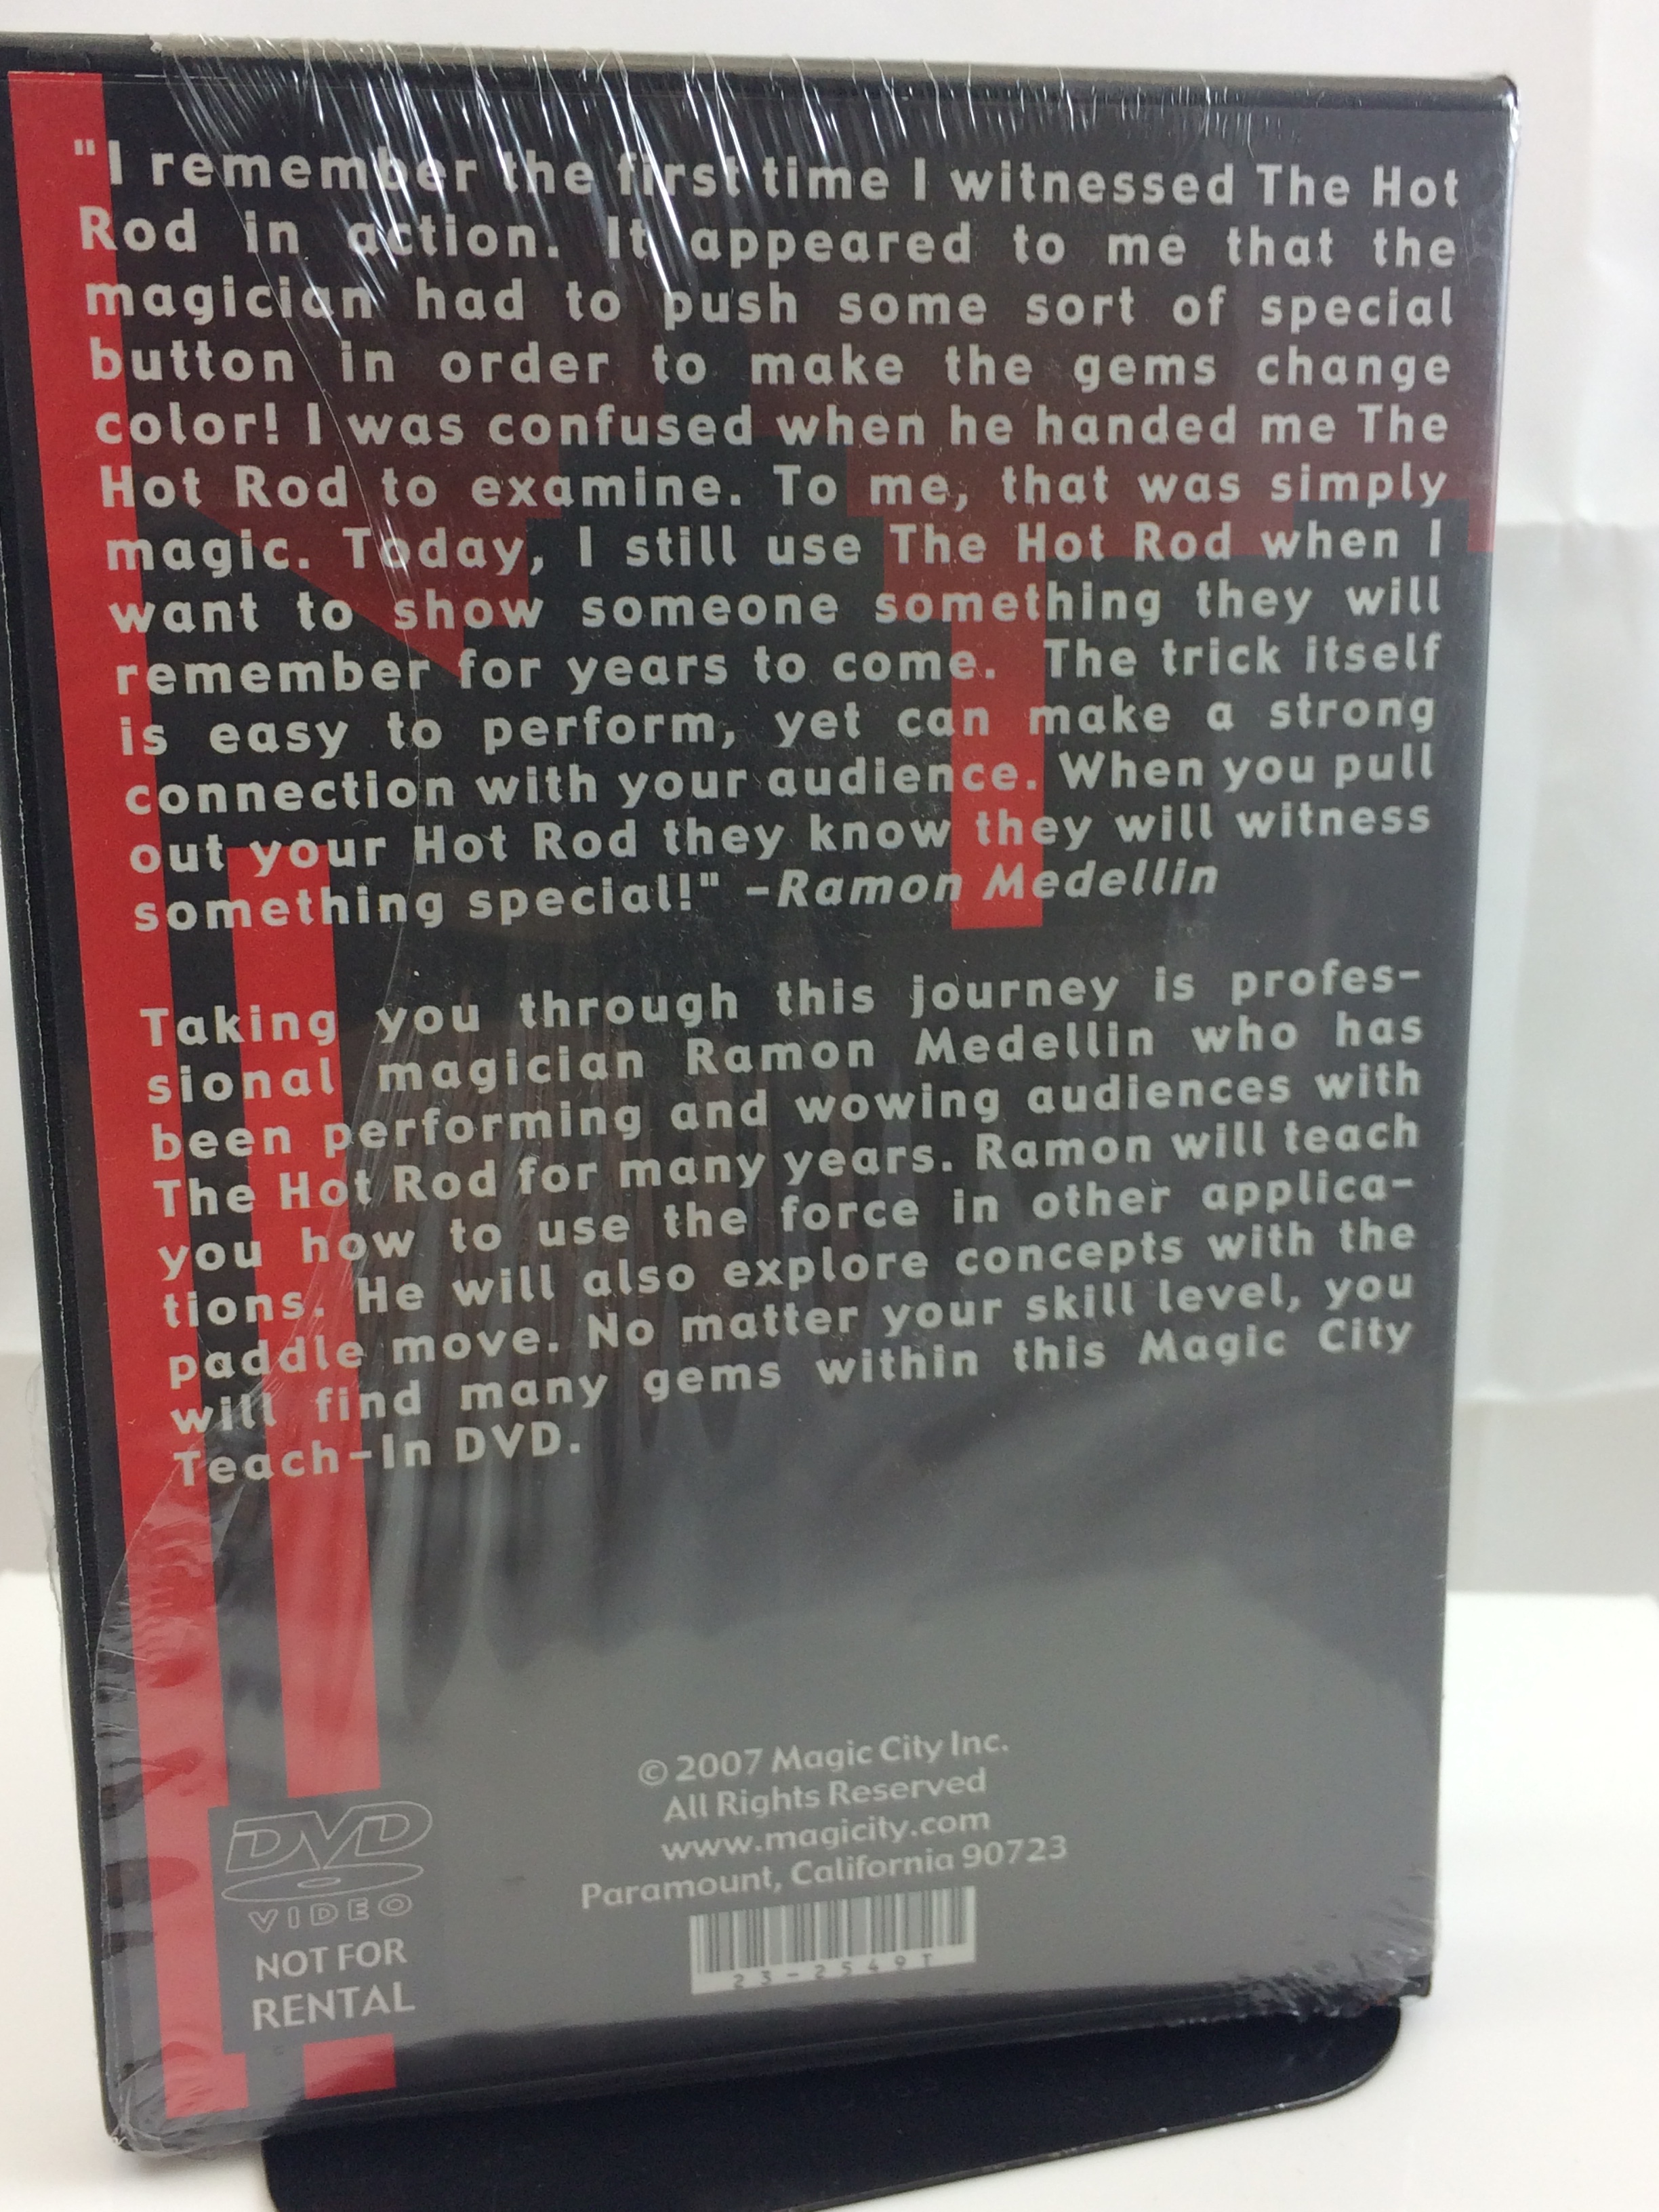 "I remember the first time I witnessed The Hot
Rod in action. It appeared to me that the
magician had to push some sort of special
button in order to make the gems change
color! I was confused when he handed me The
Hot Rod to examine. To me, that was simply
magic. Today, I still use The Hot Rod when I
want to show someone something they will
remember for years to come. The trick itself
is easy to perform, yet can make a strong
connection with your audience. When you pull
out your Hot Rod they know they will witness
something special!" -Ramon Medellin
Taking you through this journey is profes-
sional magician Ramon Medellin who has
been performing and wowing audiences with
The Hot Rod for many years. Ramon will teach
you how to use the force in other applica-
tions. He will also explore concepts with the
paddle move. No matter your skill level, you
will find many gems within this Magic City
Teach-In DVD.
© 2007 Magic City Inc.
All Rights Reserved
www.magicity.com
Paramount, California 90723
23-2549T
DVD
VIDEO
NOT FOR
RENTAL